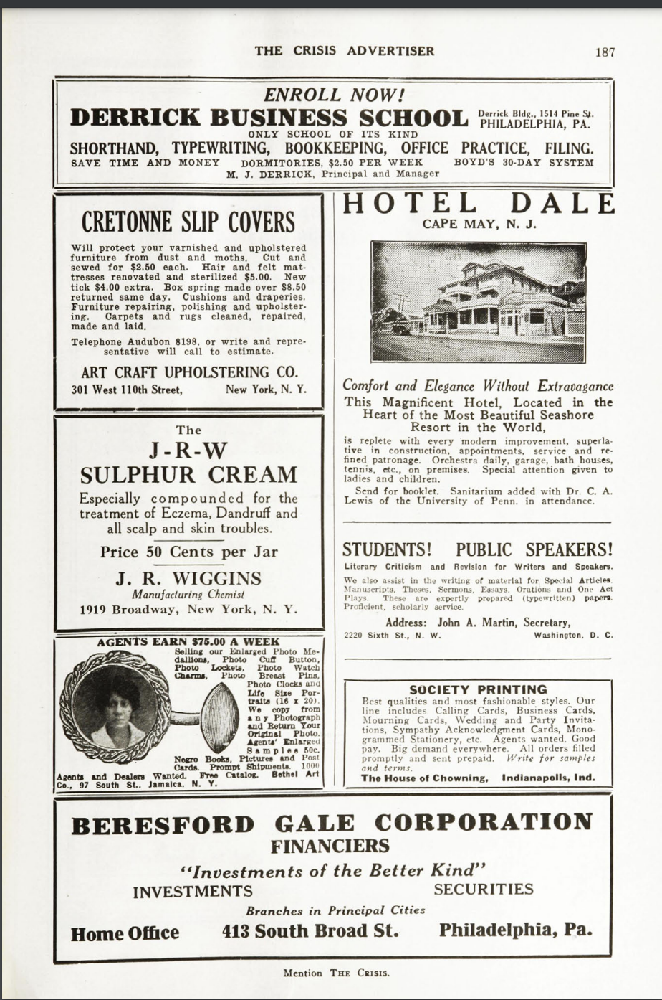 THE CRISIS ADVERTISER
187
ENROLL NOW!
DERRICK BUSINESS SCHOOL
Derrick Bldg., 1514 Pine St.
PHILADELPHIA, PA.
ONLY SCHOOL OF ITS KIND
SHORTHAND, TYPEWRITING, BOOKKEEPING, OFFICE PRACTICE, FILING.
SAVE TIME AND MONEY DORMITORIES, $2.50 PER WEEK BOYD'S 30-DAY SYSTEM
M. J. DERRICK, Principal and Manager
CRETONNE SLIP COVERS
Will protect your varnished and upholstered
furniture from dust and moths. Cut and
sewed for $2.50 each. Hair and felt mat-
tresses renovated and sterilized $5.00. New
tick $4.00 extra. Box spring made over $8.50
returned same day. Cushions and draperies.
Furniture repairing, polishing and upholster-
ing. Carpets and rugs cleaned, repaired,
made and laid.
Telephone Audubon 8198, or write and repre-
sentative will call to estimate.
ART CRAFT UPHOLSTERING CO.
301 West 110th Street, New York, N. Y.
The
J-R-W
SULPHUR CREAM
Especially compounded for the
treatment of Eczema, Dandruff and
all scalp and skin troubles.
Price 50 Cents per Jar
J. R. WIGGINS
Manufacturing Chemist
1919 Broadway, New York, N. Y.
AGENTS EARN $75.00 A WEEK
Selling our Enlarged Photo Me-
dallions, Photo Cuff Button,
Photo Lockets, Photo Watch
Charms, Photo Breast Pins,
Photo Clocks and
Life Size Por-
traits (16 x 20).
We copy from
any Photograph
and Return Your
Original Photo.
Agents' Enlarged
Samples 50c.
Negro Books, Pictures and Post
Cards. Prompt Shipments. 1000
Agents and Dealers Wanted. Free Catalog. Bethel Art
Co., 97 South St., Jamaica, N. Y.
HOTEL DALE
CAPE MAY, N. J.
Comfort and Elegance Without Extravagance
This Magnificent Hotel, Located in the
Heart of the Most Beautiful Seashore
Resort in the World,
is replete with every modern improvement, superla-
tive in construction, appointments, service and re-
fined patronage. Orchestra daily, garage, bath houses,
tennis, etc., on premises. Special attention given to
ladies and children.
Send for booklet. Sanitarium added with Dr. C. A.
Lewis of the University of Penn. in attendance.
STUDENTS! PUBLIC SPEAKERS!
Literary Criticism and Revision for Writers and Speakers.
We also assist in the writing of material for Special Articles.
Manuscripts, Theses, Sermons, Essays, Orations and One Act
Plays. These are expertly prepared (typewritten) papers.
Proficient, scholarly service.
Address: John A. Martin, Secretary,
2220 Sixth St., N. W. Washington, D. C.
SOCIETY PRINTING
Best qualities and most fashionable styles. Our
line includes Calling Cards, Business Cards,
Mourning Cards, Wedding and Party Invita-
tions, Sympathy Acknowledgment Cards, Mono-
grammed Stationery, etc. Agents wanted. Good
pay. Big demand everywhere. All orders filled
promptly and sent prepaid. Write for samples
and terms.
The House of Chowning, Indianapolis, Ind.
BERESFORD GALE CORPORATION
FINANCIERS
"Investments of the Better Kind"
INVESTMENTS SECURITIES
Branches in Principal Cities
Home Office 413 South Broad St. Philadelphia, Pa.
Mention THE CRISIS.